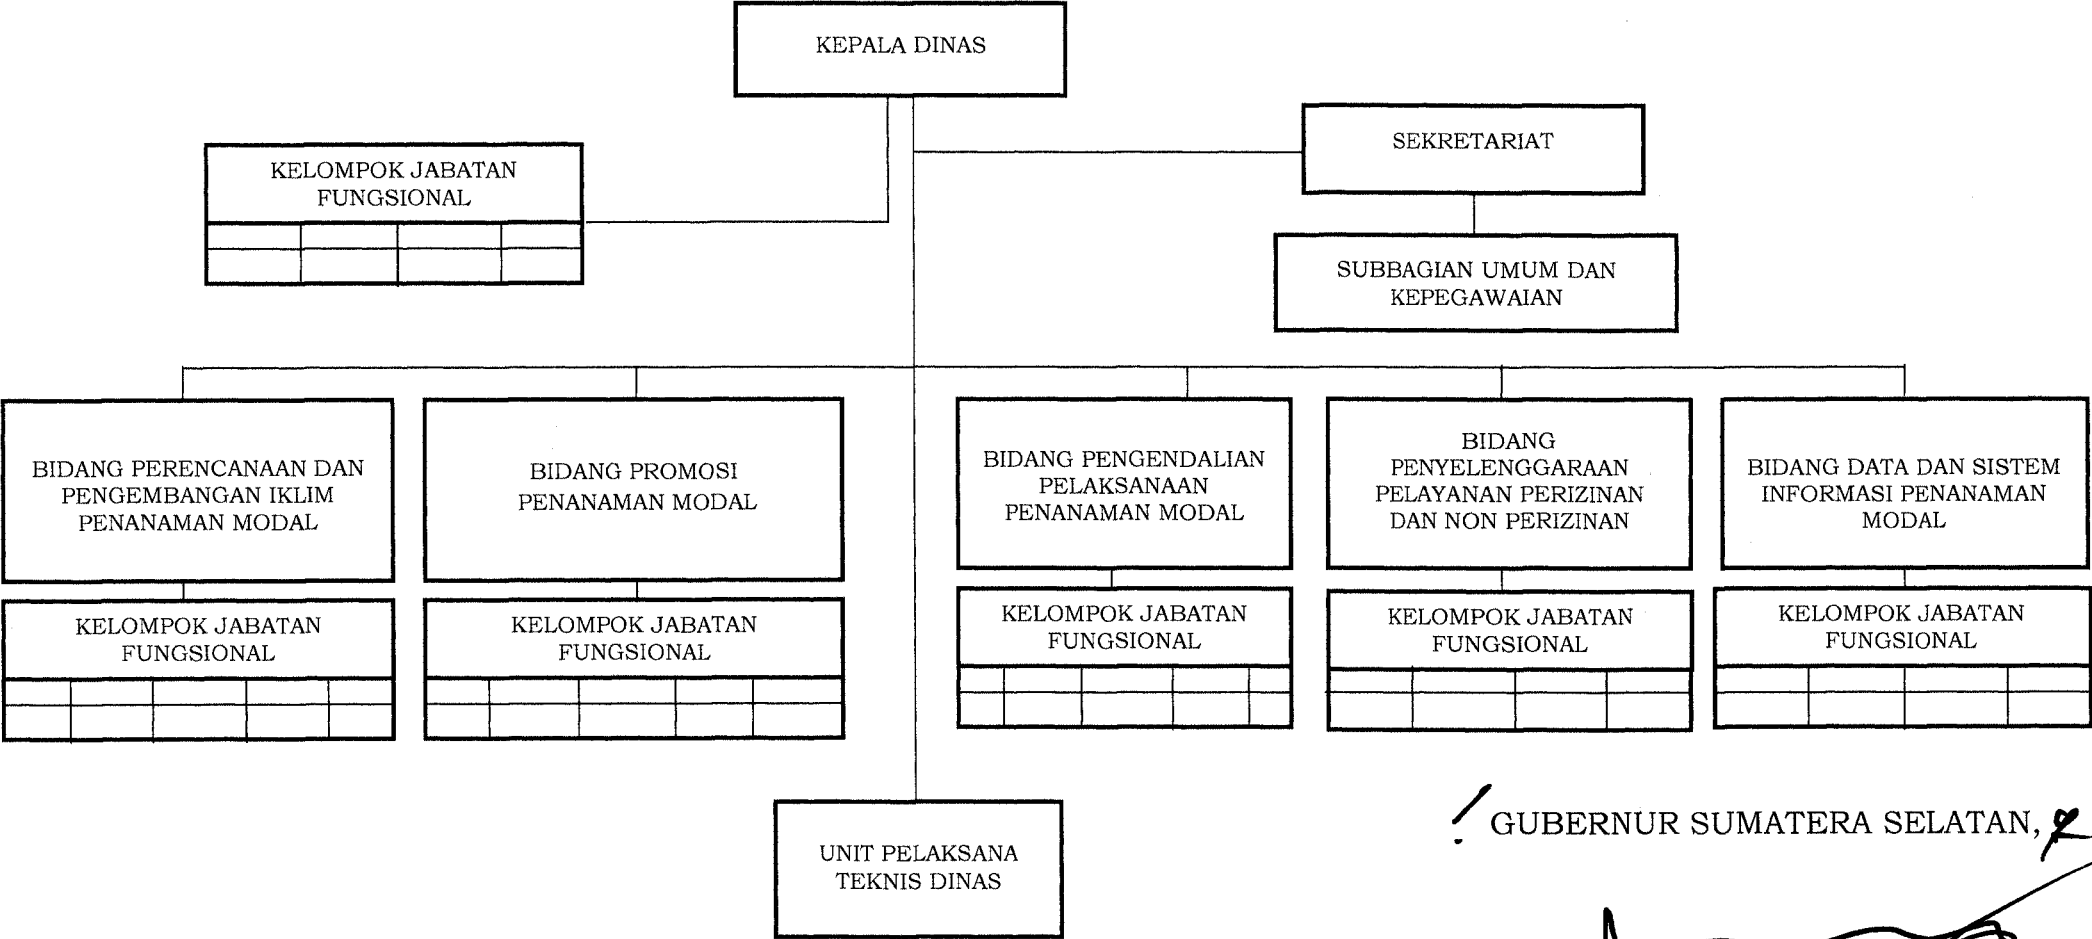 KEPALA DINAS
SEKRETARIAT
KELOMPOK JABATAN
FUNGSIONAL
SUBBAGIAN UMUM DAN
KEPEGAWAIAN
BIDANG PERENCANAAN DAN
PENGEMBANGAN IKLIM
PENANAMAN MODAL
BIDANG PROMOSI
PENANAMAN MODAL
BIDANG PENGENDALIAN
PELAKSANAAN
PENANAMAN MODAL
BIDANG
PENYELENGGARAAN
PELAYANAN PERIZINAN
DAN NON PERIZINAN
BIDANG DATA DAN SISTEM
INFORMASI PENANAMAN
MODAL
KELOMPOK JABATAN
FUNGSIONAL
KELOMPOK JABATAN
FUNGSIONAL
KELOMPOK JABATAN
FUNGSIONAL
KELOMPOK JABATAN
FUNGSIONAL
KELOMPOK JABATAN
FUNGSIONAL
UNIT PELAKSANA
TEKNIS DINAS
GUBERNUR SUMATERA SELATAN,